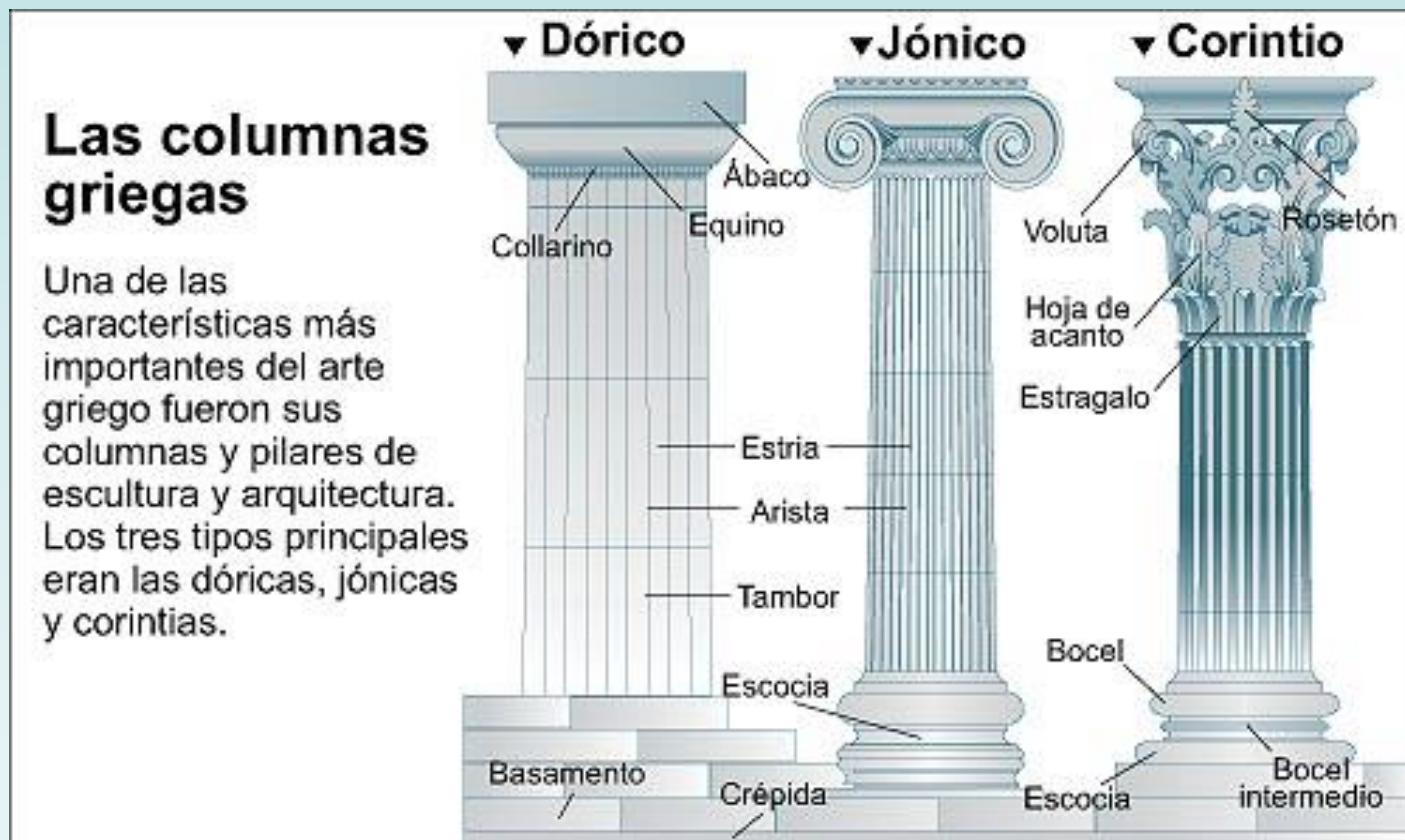 ▼ Dórico
▼Jónico
▼ Corintio
Las columnas
griegas
Una de las
características más
importantes del arte
griego fueron sus
columnas y pilares de
escultura y arquitectura.
Los tres tipos principales
eran las dóricas, jónicas
y corintias.
Ábaco
Equino
Collarino
Voluta
Rosetón
Hoja de
acanto
Estragalo
Estria
Arista
Tambor
Bocel
Escocia
Basamento
Crépida
Escocia
Bocel
intermedio